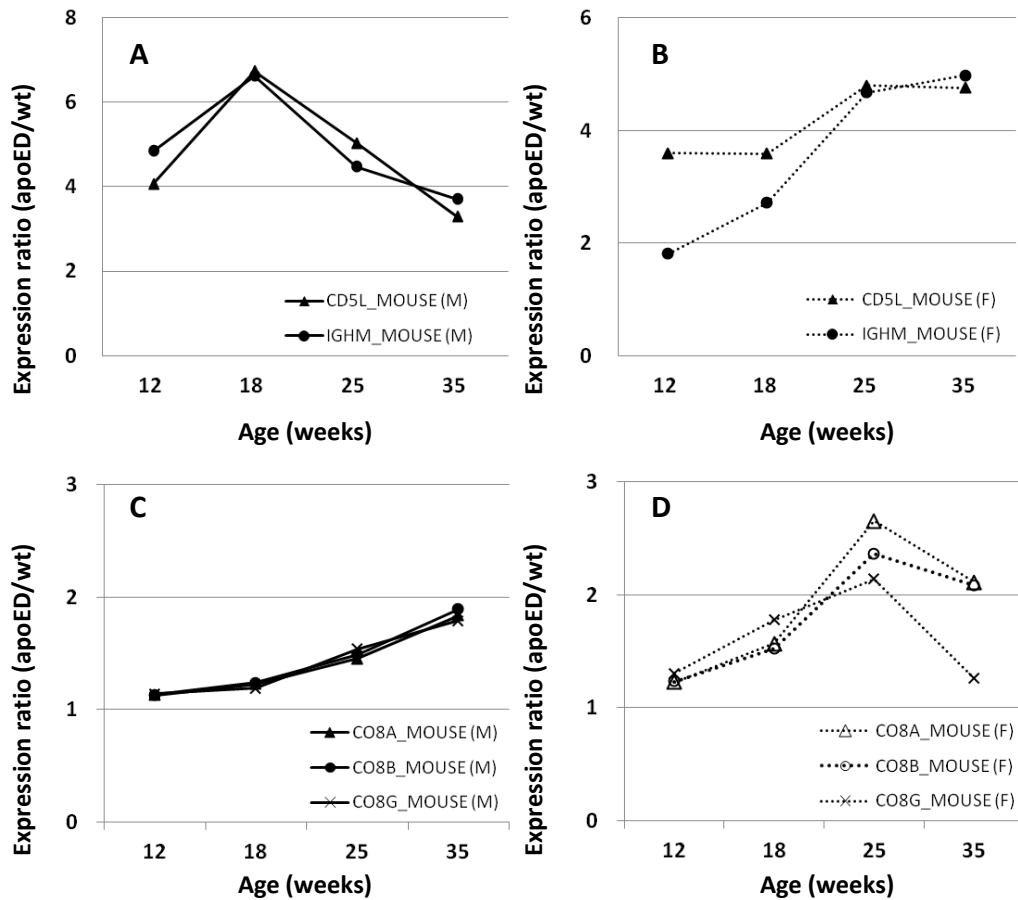 A
Expression ratio (apoED/wt)
8
6
4
2
0
CD5L_MOUSE (M)
IGHM_MOUSE (M)
12 18 25 35
Age (weeks)
B
Expression ratio (apoED/wt)
6
4
2
0
CD5L_MOUSE (F)
IGHM_MOUSE (F)
12 18 25 35
Age (weeks)
C
Expression ratio (apoED/wt)
3
2
1
0
CO8A_MOUSE (M)
CO8B_MOUSE (M)
CO8G_MOUSE (M)
12 18 25 35
Age (weeks)
D
Expression ratio (apoED/wt)
3
2
1
0
CO8A_MOUSE (F)
CO8B_MOUSE (F)
CO8G_MOUSE (F)
12 18 25 35
Age (weeks)